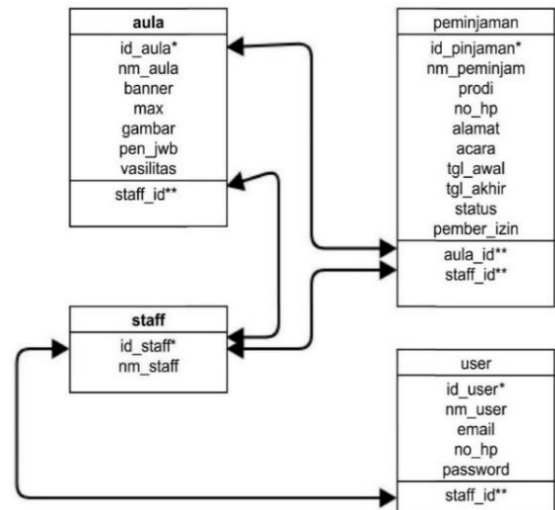 aula
id_aula*
nm_aula
banner
max
gambar
pen_jwb
vasilitas
staff_id**
peminjaman
id_pinjaman*
nm_peminjam
prodi
no_hp
alamat
acara
tgl_awal
tgl_akhir
status
pember_izin
aula_id**
staff_id**
staff
id_staff*
nm_staff
user
id_user*
nm_user
email
no_hp
password
staff_id**